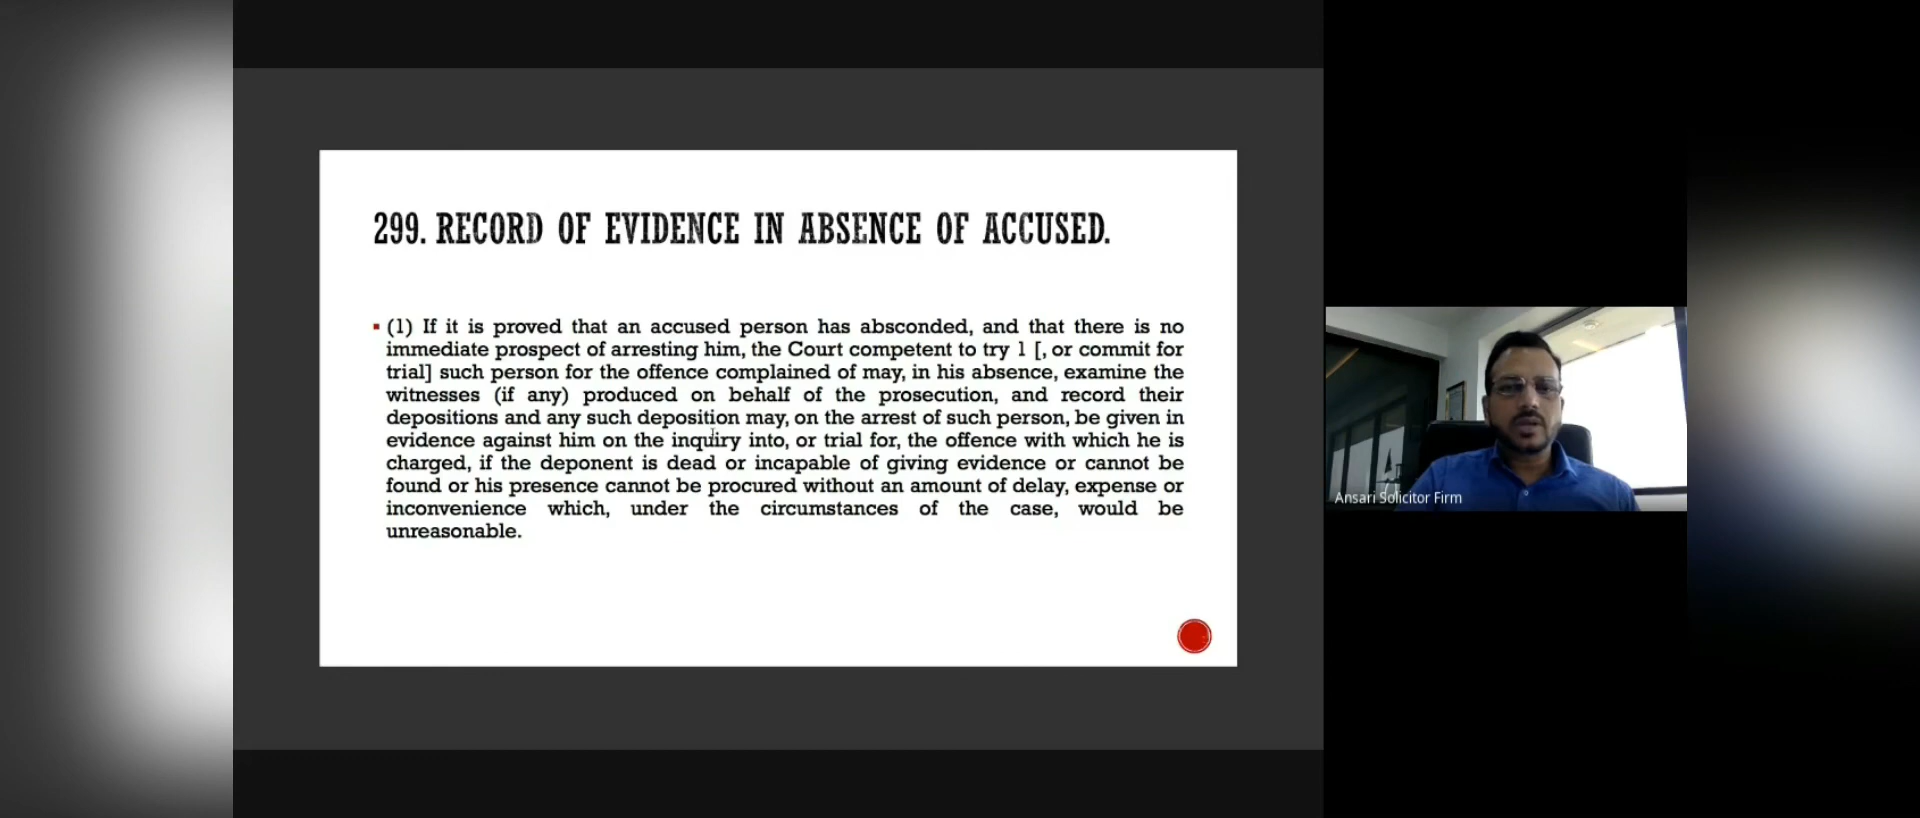 299. RECORD OF EVIDENCE IN ABSENCE OF ACCUSED.
(1) If it is proved that an accused person has absconded, and that there is no
immediate prospect of arresting him, the Court competent to try 1 [, or commit for
trial] such person for the offence complained of may, in his absence, examine the
witnesses (if any) produced on behalf of the prosecution, and record their
depositions and any such deposition may, on the arrest of such person, be given in
evidence against him on the inquiry into, or trial for, the offence with which he is
charged, if the deponent is dead or incapable of giving evidence or cannot be
found or his presence cannot be procured without an amount of delay, expense or
inconvenience which, under the circumstances of the case, would be
unreasonable.
Ansari Solicitor Firm